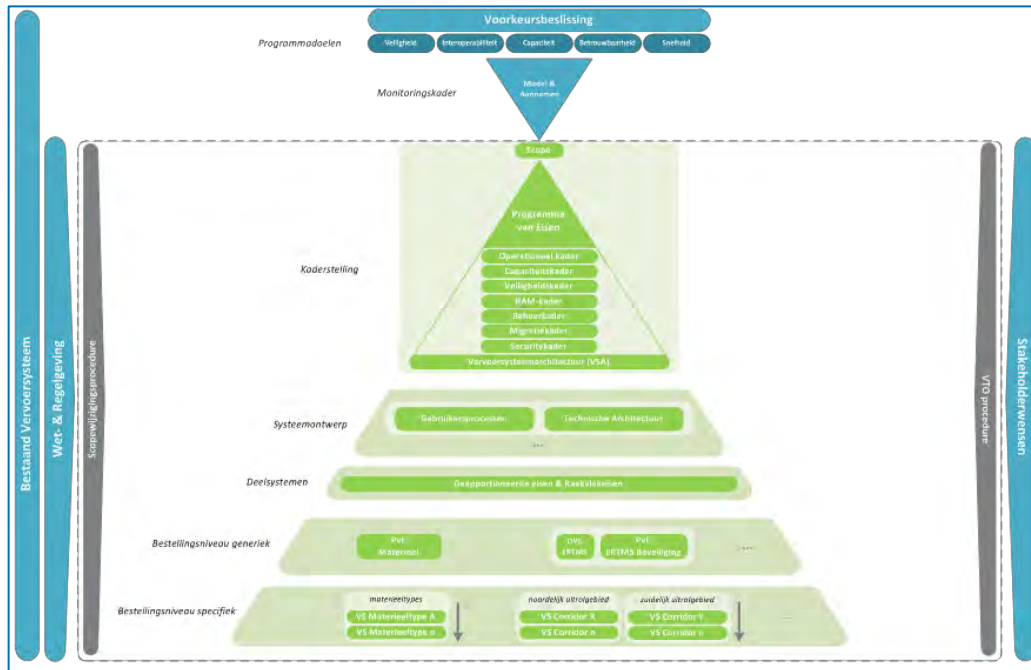 Voorkeursbeslissing
Programmadoelen
Veiligheid
Interoperabiliteit
Capaciteit
Betrouwbaarheid
Snelheid
Monitoringskader
Model &
Aannamen
Scope
Programma
van Eisen
Kaderstelling
Operationeel kader
Capaciteitskader
Veiligheidskader
RAM-kader
Beheerkader
Migratiekader
Securitykader
Vervoersysteemarchitectuur (VSA)
Systeemontwerp
Gebruikersprocessen
Technische Architectuur
...
Deelsystemen
Geapportioneerde eisen & Raakvlakeisen
Bestellingsniveau generiek
PvE
Materieel
OVS
ERTMS
PvE
ERTMS Beveiliging
....
Bestellingsniveau specifiek
materieeltypes
VS Materieeltype A
VS Materieeltype n
noordelijk uitrolgebied
VS Corridor X
VS Corridor n
zuidelijk uitrolgebied
VS Corridor Y
VS Corridor n
...
Bestaand Vervoersysteem
Wet- & Regelgeving
Scopewijzigingsprocedure
VTO procedure
Stakeholderwensen